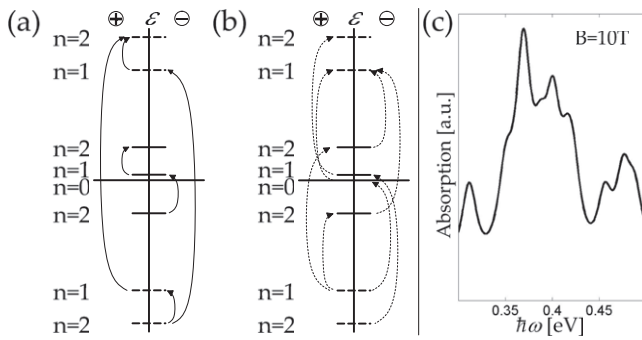 (a) ⊕ ε ⊖
n=2
n=1
n=2
n=1
n=0
n=2
n=1
n=2
(b) ⊕ ε ⊖
n=2
n=1
n=2
n=1
n=0
n=2
n=1
n=2
(c)
B=10T
Absorption [a.u.]
0.35 0.40 0.45
ħω [eV]